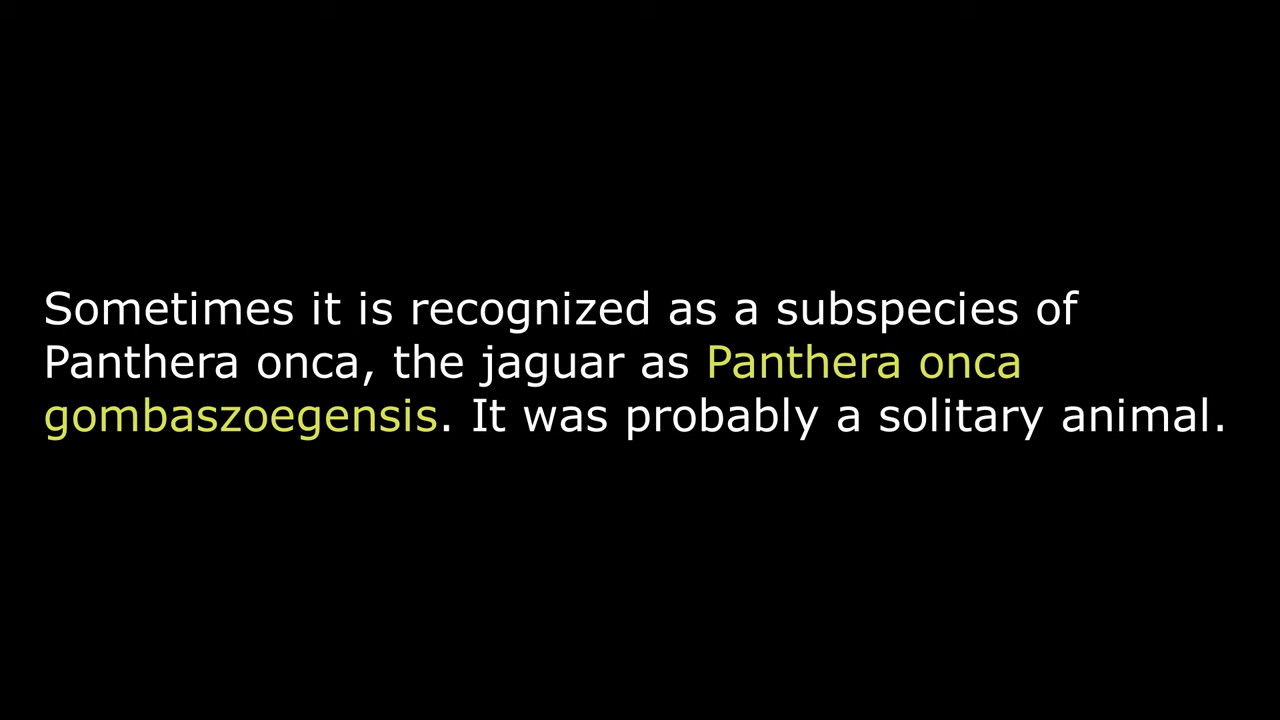 Sometimes it is recognized as a subspecies of
Panthera onca, the jaguar as Panthera onca
gombaszoegensis. It was probably a solitary animal.